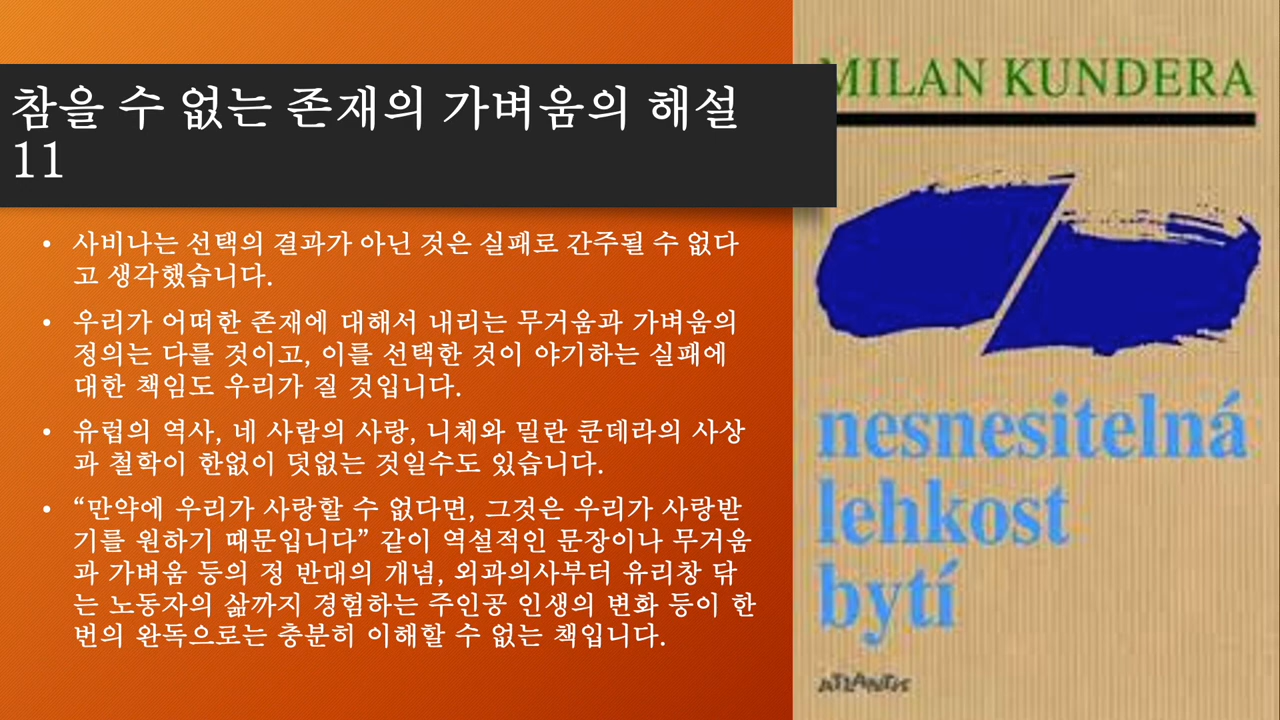 참을 수 없는 존재의 가벼움의 해설
11
• 사비나는 선택의 결과가 아닌 것은 실패로 간주될 수 없다
고 생각했습니다.
• 우리가 어떠한 존재에 대해서 내리는 무거움과 가벼움의
정의는 다를 것이고, 이를 선택한 것이 야기하는 실패에
대한 책임도 우리가 질 것입니다.
• 유럽의 역사, 네 사람의 사랑, 니체와 밀란 쿤데라의 사상
과 철학이 한없이 덧없는 것일수도 있습니다.
• “만약에 우리가 사랑할 수 없다면, 그것은 우리가 사랑받
기를 원하기 때문입니다” 같이 역설적인 문장이나 무거움
과 가벼움 등의 정 반대의 개념, 외과의사부터 유리창 닦
는 노동자의 삶까지 경험하는 주인공 인생의 변화 등이 한
번의 완독으로는 충분히 이해할 수 없는 책입니다.
MILAN KUNDERA
nesnesitelná
lehkost
bytí
ATLANTIS